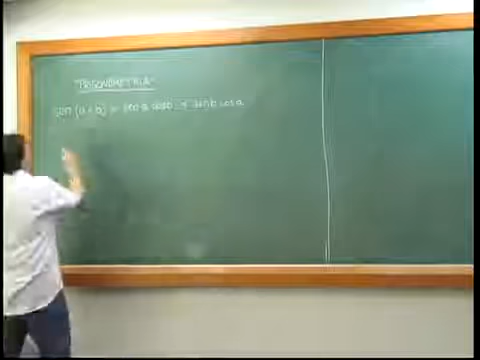 "TRIGONOMETRIA"
sen (a + b) = sen a cos b + sen b cos a